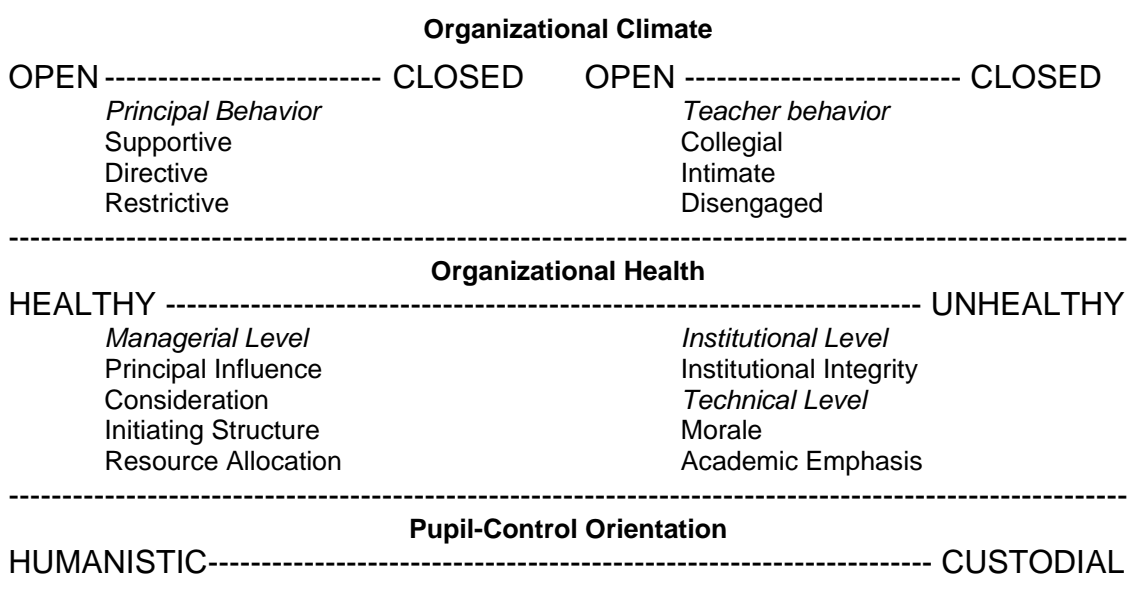 Organizational Climate
OPEN -------------------------- CLOSED OPEN -------------------------- CLOSED
Principal Behavior Teacher behavior
Supportive Collegial
Directive Intimate
Restrictive Disengaged
Organizational Health
HEALTHY ------------------------------------------------------------------------ UNHEALTHY
Managerial Level Institutional Level
Principal Influence Institutional Integrity
Consideration Technical Level
Initiating Structure Morale
Resource Allocation Academic Emphasis
Pupil-Control Orientation
HUMANISTIC--------------------------------------------------------------------- CUSTODIAL